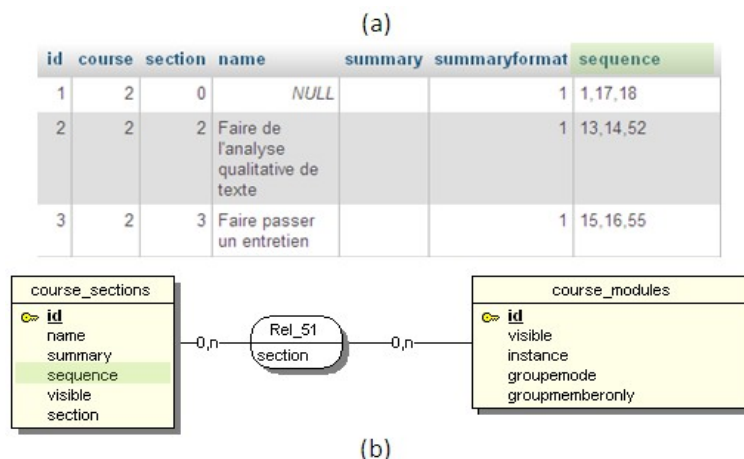 (a)
id course section name summary summaryformat sequence
1 2 0 NULL 1 1,17,18
2 2 2 Faire de 1 13,14,52
l'analyse
qualitative de
texte
3 2 3 Faire passer 1 15,16,55
un entretien
course_sections
id
name
summary
sequence
visible
section
0,n
Rel_51
section
0,n
course_modules
id
visible
instance
groupemode
groupmemberonly
(b)